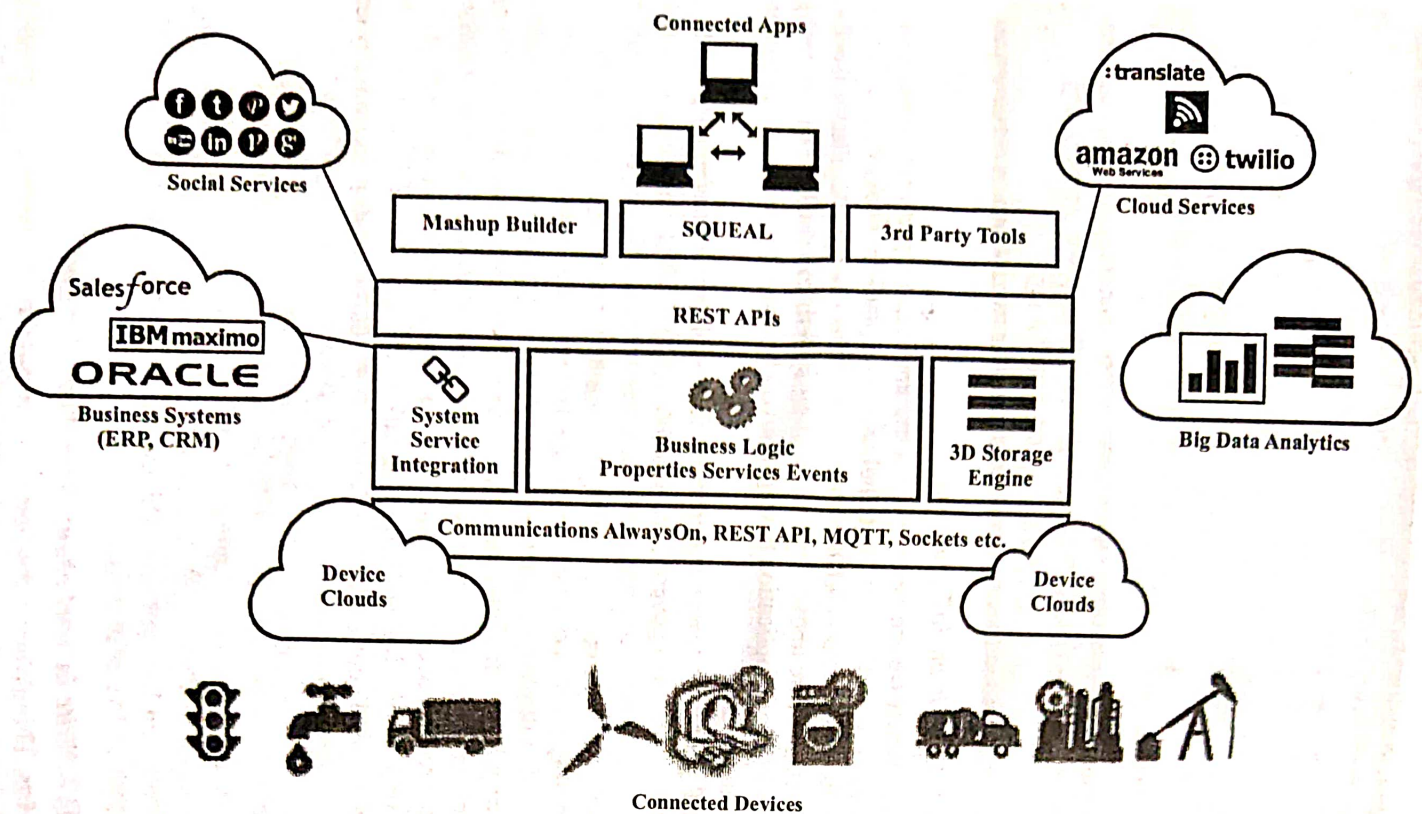 Connected Apps
:translate
amazon
Web Services
twilio
Social Services
Cloud Services
Mashup Builder
SQUEAL
3rd Party Tools
Salesforce
IBM maximo
ORACLE
Business Systems
(ERP, CRM)
REST APIs
System
Service
Integration
Business Logic
Properties Services Events
3D Storage
Engine
Big Data Analytics
Communications AlwaysOn, REST API, MQTT, Sockets etc.
Device
Clouds
Device
Clouds
Connected Devices